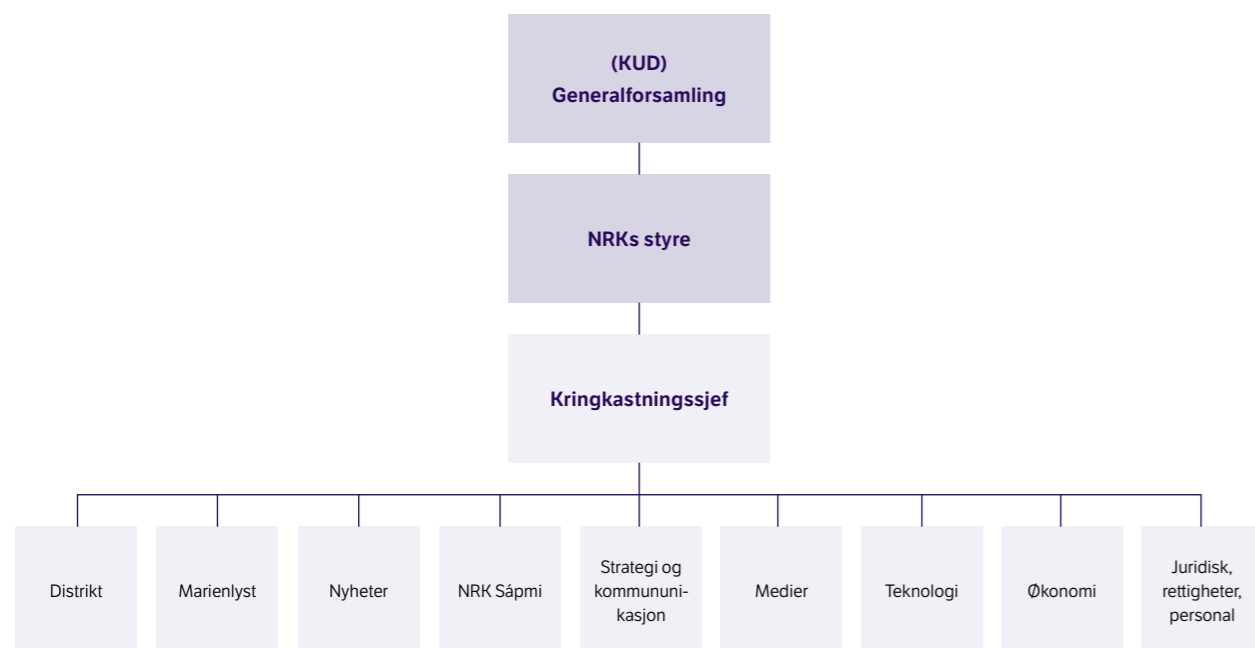 (KUD)
Generalforsamling
NRKs styre
Kringkastningssjef
Distrikt
Marienlyst
Nyheter
NRK Sápmi
Strategi og
kommununi-
kasjon
Medier
Teknologi
Økonomi
Juridisk,
rettigheter,
personal